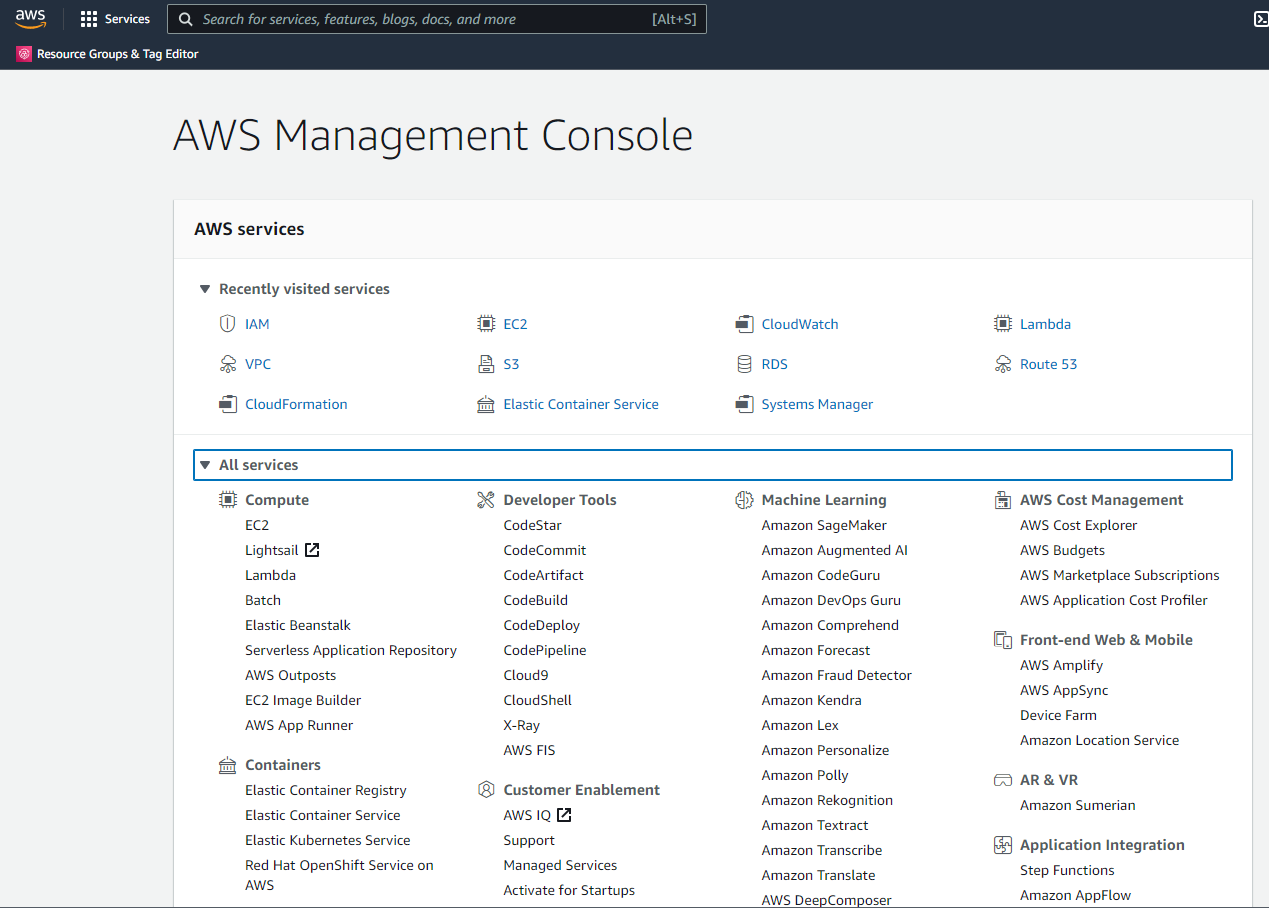 aws
Services
Search for services, features, blogs, docs, and more [Alt+S]
Resource Groups & Tag Editor
AWS Management Console
AWS services
Recently visited services
IAM
EC2
CloudWatch
Lambda
VPC
S3
RDS
Route 53
CloudFormation
Elastic Container Service
Systems Manager
All services
Compute
EC2
Lightsail
Lambda
Batch
Elastic Beanstalk
Serverless Application Repository
AWS Outposts
EC2 Image Builder
AWS App Runner
Containers
Elastic Container Registry
Elastic Container Service
Elastic Kubernetes Service
Red Hat OpenShift Service on
AWS
Developer Tools
CodeStar
CodeCommit
CodeArtifact
CodeBuild
CodeDeploy
CodePipeline
Cloud9
CloudShell
X-Ray
AWS FIS
Customer Enablement
AWS IQ
Support
Managed Services
Activate for Startups
Machine Learning
Amazon SageMaker
Amazon Augmented AI
Amazon CodeGuru
Amazon DevOps Guru
Amazon Comprehend
Amazon Forecast
Amazon Fraud Detector
Amazon Kendra
Amazon Lex
Amazon Personalize
Amazon Polly
Amazon Rekognition
Amazon Textract
Amazon Transcribe
Amazon Translate
AWS DeepComposer
AWS Cost Management
AWS Cost Explorer
AWS Budgets
AWS Marketplace Subscriptions
AWS Application Cost Profiler
Front-end Web & Mobile
AWS Amplify
AWS AppSync
Device Farm
Amazon Location Service
AR & VR
Amazon Sumerian
Application Integration
Step Functions
Amazon AppFlow